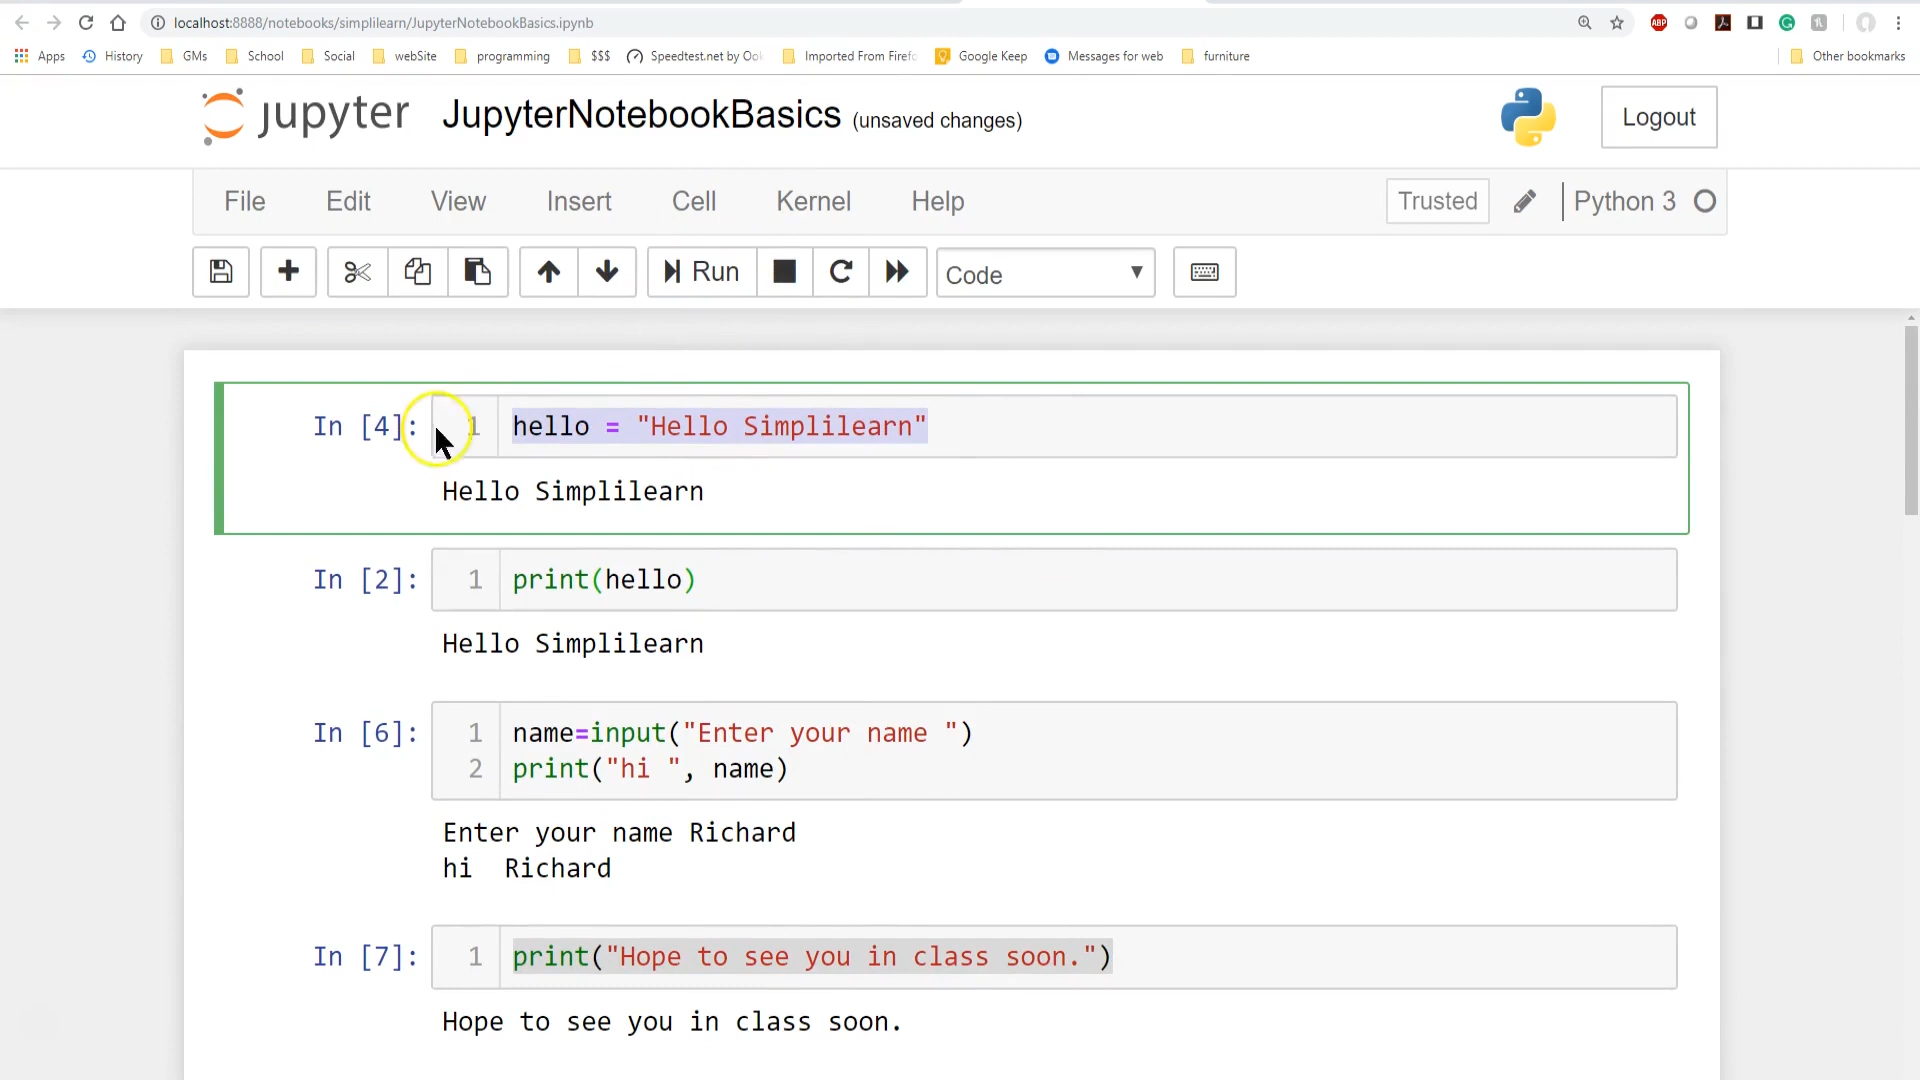 localhost:8888/notebooks/simplilearn/JupyterNotebookBasics.ipynb
ABP
Apps History GMs School Social webSite programming $$$ Speedtest.net by Ook Imported From Firefo Google Keep Messages for web furniture Other bookmarks
jupyter JupyterNotebookBasics (unsaved changes) Logout
File Edit View Insert Cell Kernel Help Trusted Python 3
Run Code
In [4]: 1 hello = "Hello Simplilearn"
Hello Simplilearn
In [2]: 1 print(hello)
Hello Simplilearn
In [6]: 1 name=input("Enter your name ")
2 print("hi ", name)
Enter your name Richard
hi  Richard
In [7]: 1 print("Hope to see you in class soon.")
Hope to see you in class soon.